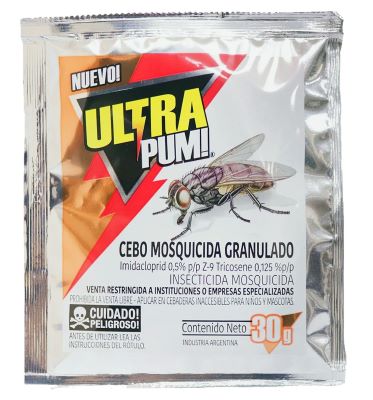 NUEVO!
ULTRA
PUM!®
CEBO MOSQUICIDA GRANULADO
Imidacloprid 0,5% p/p Z-9 Tricosene 0,125 %p/p
INSECTICIDA MOSQUICIDA
VENTA RESTRINGIDA A INSTITUCIONES O EMPRESAS ESPECIALIZADAS
PROHIBIDA LA VENTA LIBRE - APLICAR EN CEBADERAS INACCESIBLES PARA NIÑOS Y MASCOTAS.
CUIDADO!
PELIGROSO!
ANTES DE UTILIZAR LEA LAS
INSTRUCCIONES DEL RÓTULO.
Contenido Neto 30g
INDUSTRIA ARGENTINA